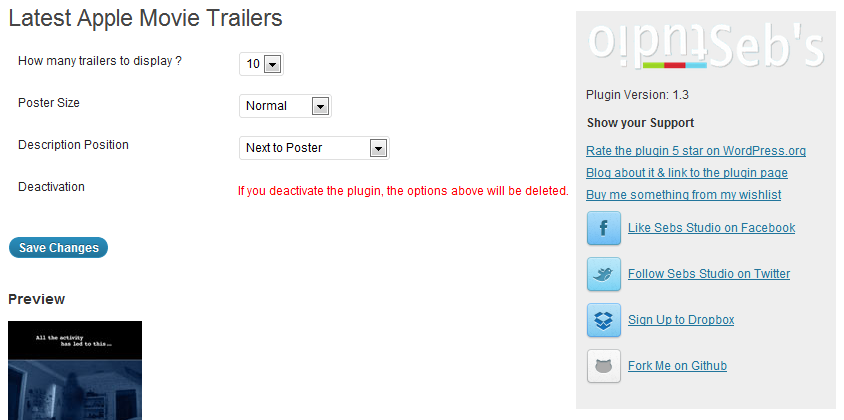 Latest Apple Movie Trailers
How many trailers to display ?
10
Poster Size
Normal
Description Position
Next to Poster
Deactivation
If you deactivate the plugin, the options above will be deleted.
Save Changes
Preview
All the activity
has led to this...
Seb's
Studio
Plugin Version: 1.3
Show your Support
Rate the plugin 5 star on WordPress.org
Blog about it & link to the plugin page
Buy me something from my wishlist
Like Sebs Studio on Facebook
Follow Sebs Studio on Twitter
Sign Up to Dropbox
Fork Me on Github